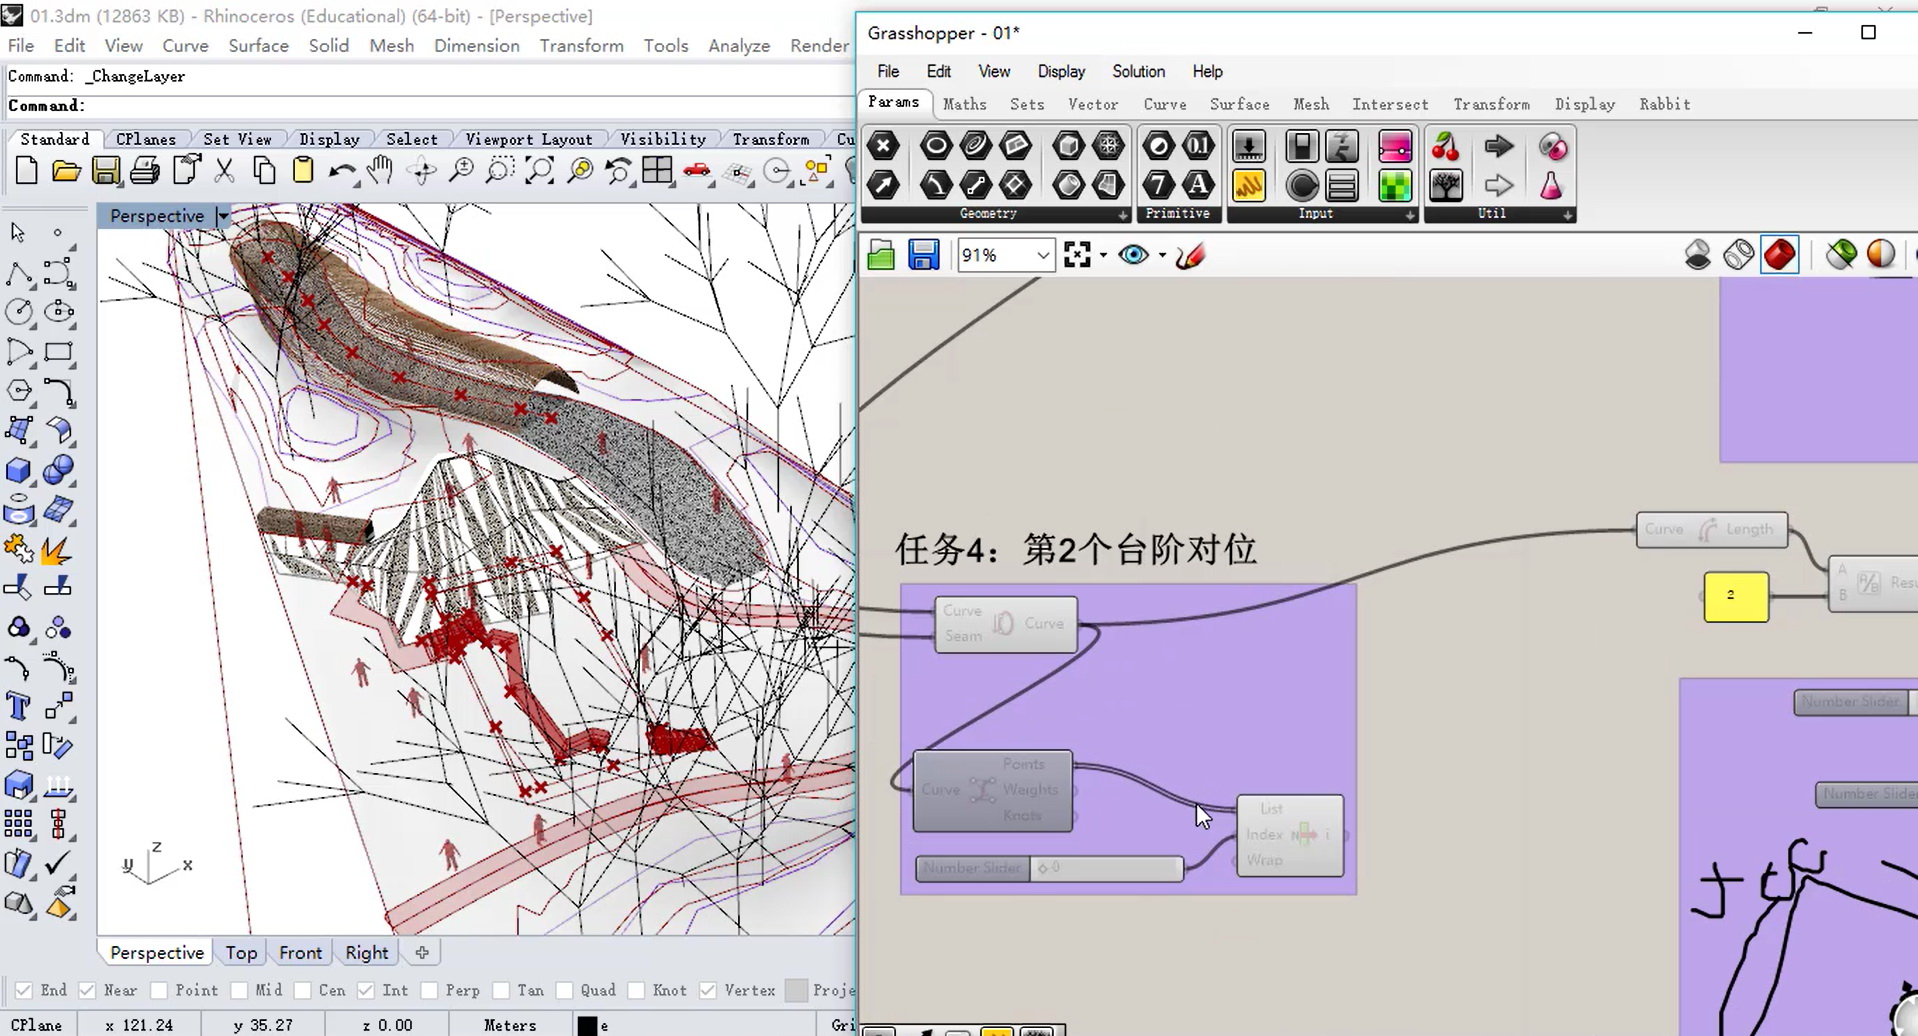 01.3dm (12863 KB) - Rhinoceros (Educational) (64-bit) - [Perspective]
File Edit View Curve Surface Solid Mesh Dimension Transform Tools Analyze Render
Command: _ChangeLayer
Command:
Standard CPlanes Set View Display Select Viewport Layout Visibility Transform Cu
Perspective
z
y x
Perspective Top Front Right
End Near Point Mid Cen Int Perp Tan Quad Knot Vertex Proje
CPlane x 121.24 y 35.27 z 0.00 Meters e Gri
Grasshopper - 01*
File Edit View Display Solution Help
Params Maths Sets Vector Curve Surface Mesh Intersect Transform Display Rabbit
Geometry Primitive Input Util
91%
任务4：第2个台阶对位
Curve Length
Curve Curve
Seam
2
A
B Resu
Points
Curve Weights
Knots
List
Index i
Wrap
Number Slider 0
Number Slider
Number Slider